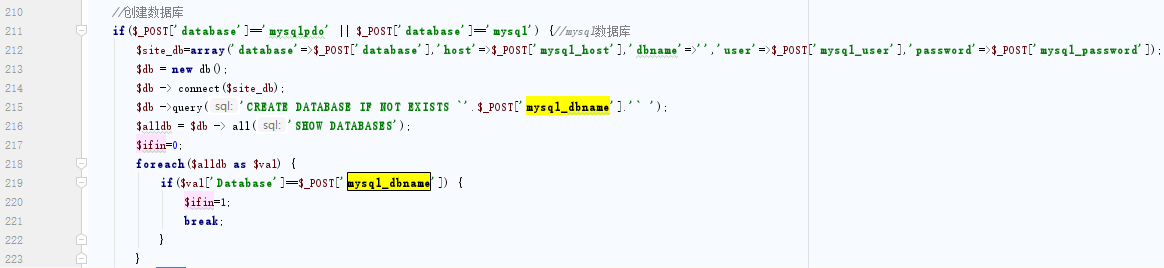 210 //创建数据库
211 if($_POST['database']=='mysqlpdo' || $_POST['database']=='mysql') {//mysql数据库
212 $site_db=array('database'=>$_POST['database'],'host'=>$_POST['mysql_host'],'dbname'=>'','user'=>$_POST['mysql_user'],'password'=>$_POST['mysql_password']);
213 $db = new db();
214 $db -> connect($site_db);
215 $db ->query( sql: 'CREATE DATABASE IF NOT EXISTS `'.$_POST['mysql_dbname'].'` ');
216 $alldb = $db -> all( sql: 'SHOW DATABASES');
217 $ifin=0;
218 foreach($alldb as $val) {
219 if($val['Database']==$_POST['mysql_dbname']) {
220 $ifin=1;
221 break;
222 }
223 }